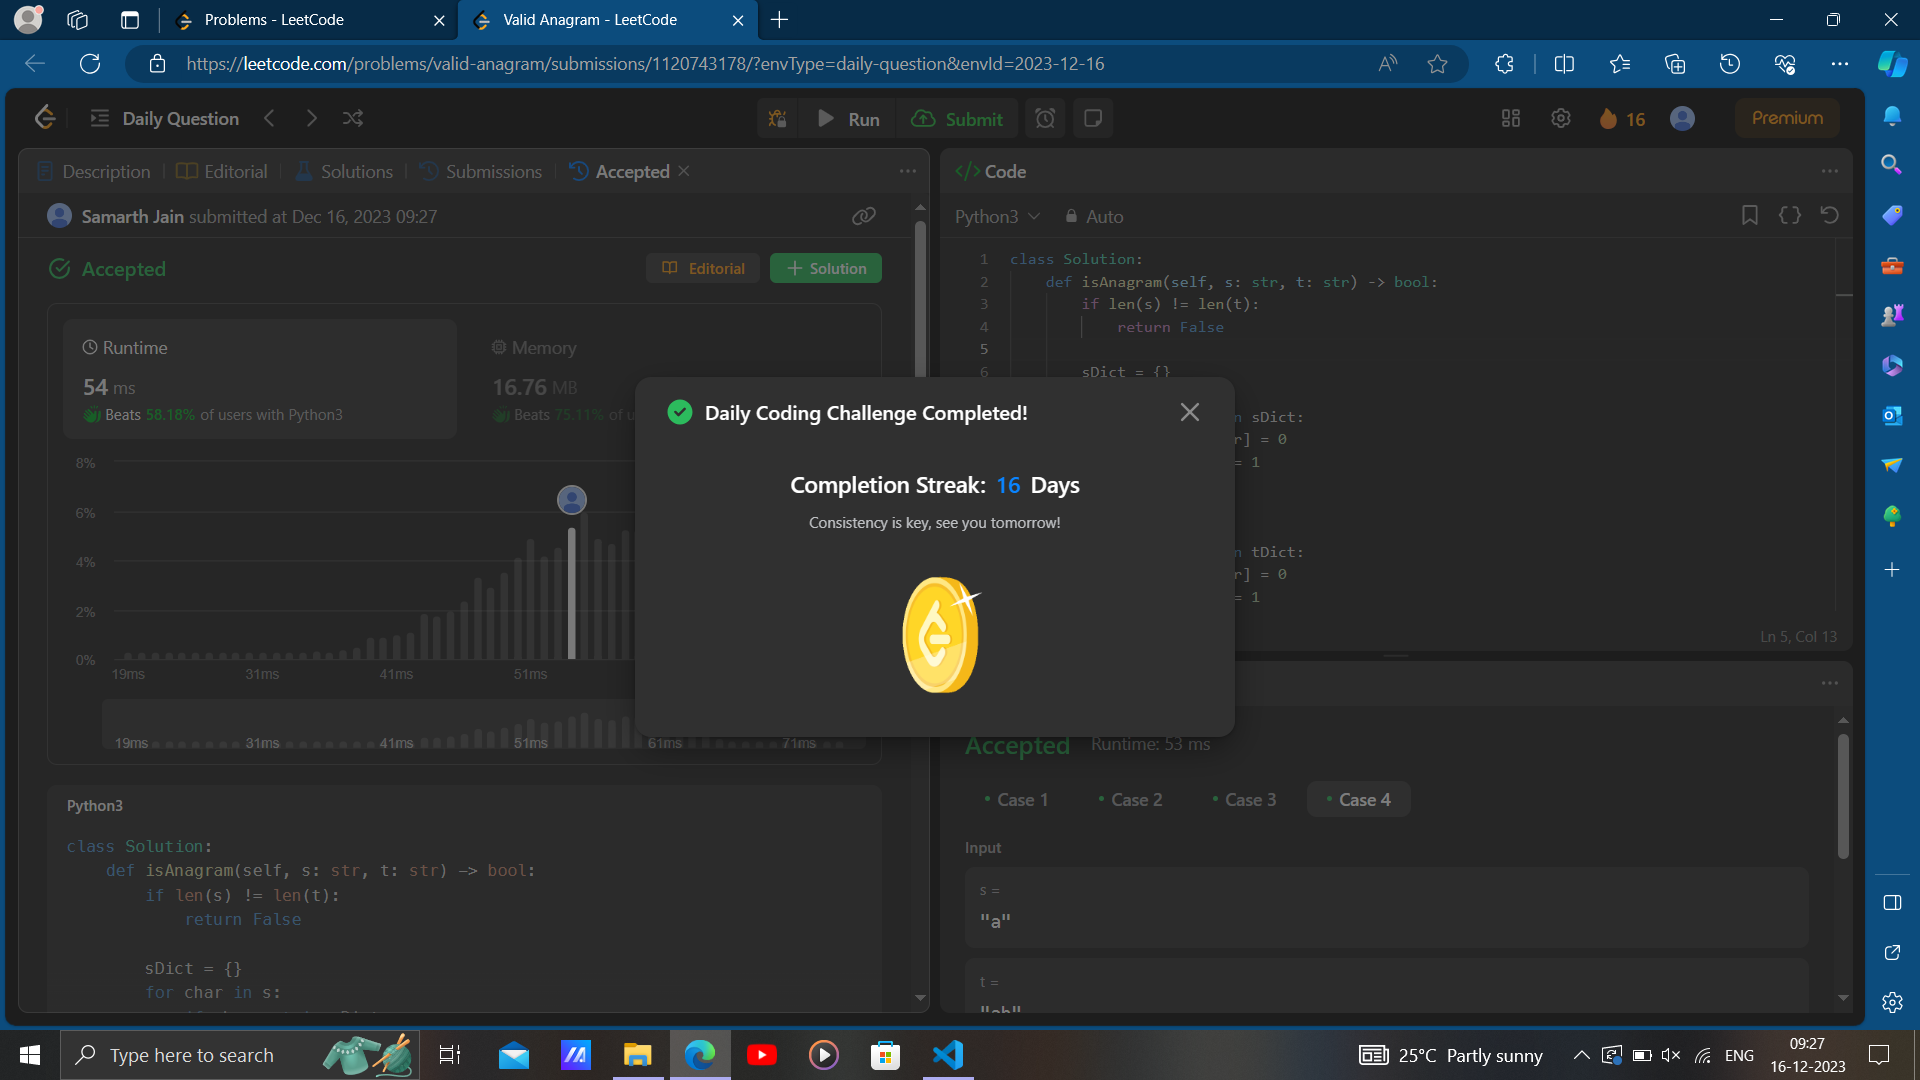 Problems - LeetCode
Valid Anagram - LeetCode
https://leetcode.com/problems/valid-anagram/submissions/1120743178/?envType=daily-question&envId=2023-12-16
Daily Question
Run
Submit
16
Premium
Description
Editorial
Solutions
Submissions
Accepted
Samarth Jain submitted at Dec 16, 2023 09:27
Accepted
Editorial
Solution
Runtime
54 ms
Beats 58.18% of users with Python3
Memory
16.76 MB
Beats 75.11% of u
8%
6%
4%
2%
0%
19ms
31ms
41ms
51ms
19ms
31ms
41ms
51ms
61ms
71ms
Python3
class Solution:
def isAnagram(self, s: str, t: str) -> bool:
if len(s) != len(t):
return False
sDict = {}
for char in s:
Daily Coding Challenge Completed!
Completion Streak: 16 Days
Consistency is key, see you tomorrow!
</> Code
Python3
Auto
1 class Solution:
2 def isAnagram(self, s: str, t: str) -> bool:
3 if len(s) != len(t):
4 return False
5
6 sDict = {}
n sDict:
r] = 0
= 1
n tDict:
r] = 0
= 1
Ln 5, Col 13
Accepted
Runtime: 53 ms
Case 1
Case 2
Case 3
Case 4
Input
s =
"a"
t =
"ab"
Type here to search
25°C Partly sunny
ENG
09:27
16-12-2023